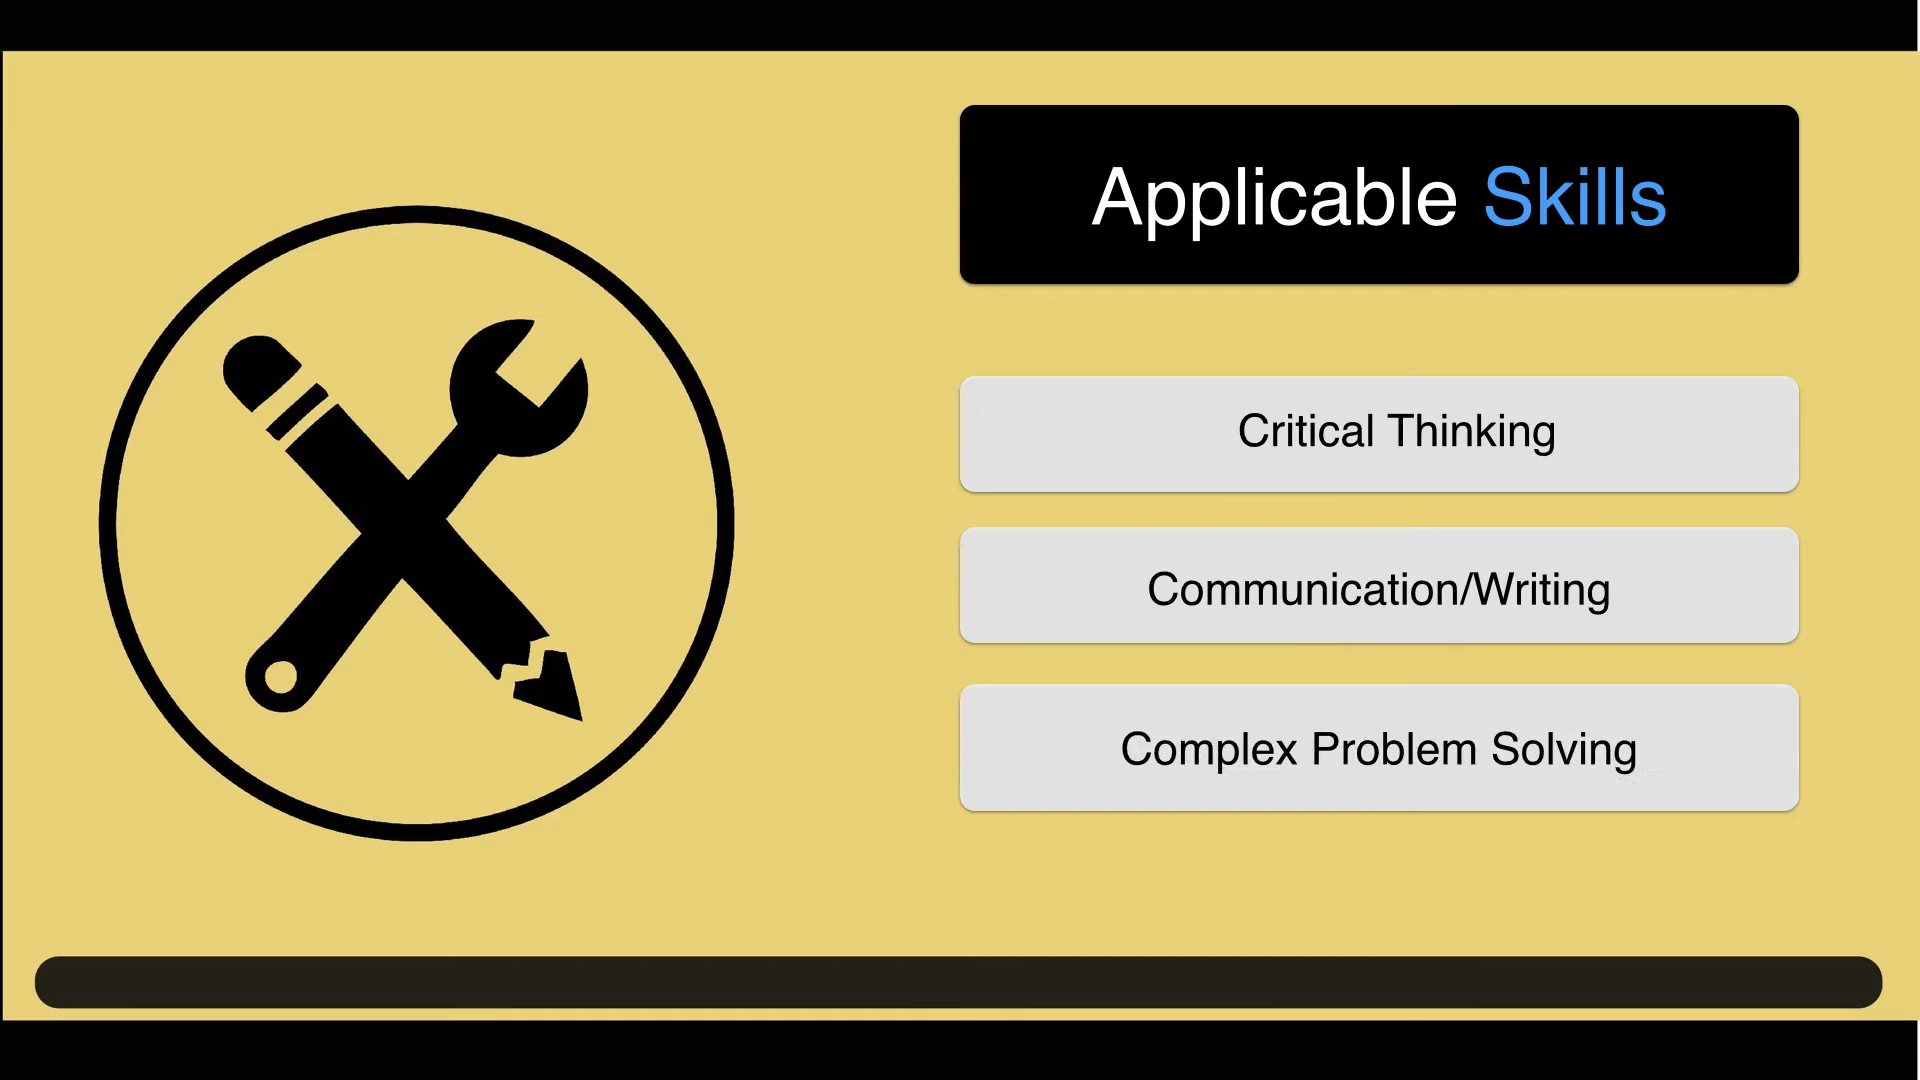 Applicable Skills
Critical Thinking
Communication/Writing
Complex Problem Solving